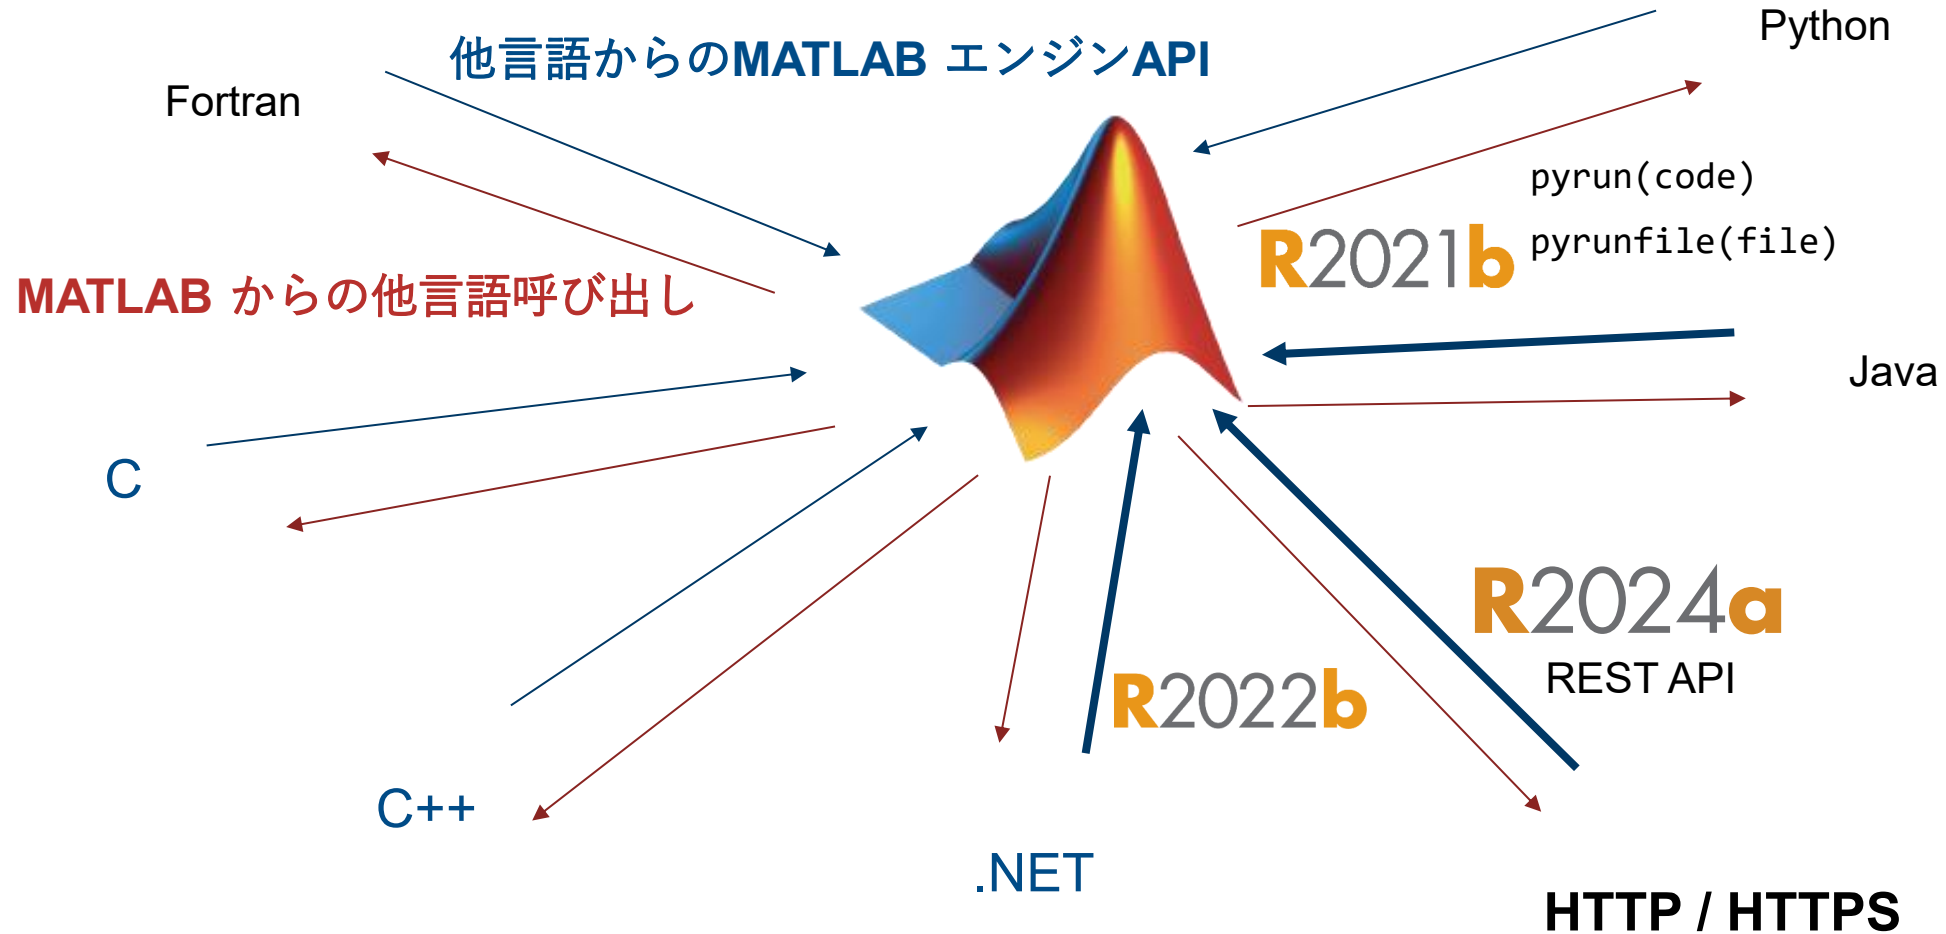 Python
他言語からのMATLAB エンジンAPI
Fortran
pyrun(code)
R2021b
pyrunfile(file)
MATLAB からの他言語呼び出し
Java
C
R2024a
REST API
R2022b
C++
.NET
HTTP / HTTPS